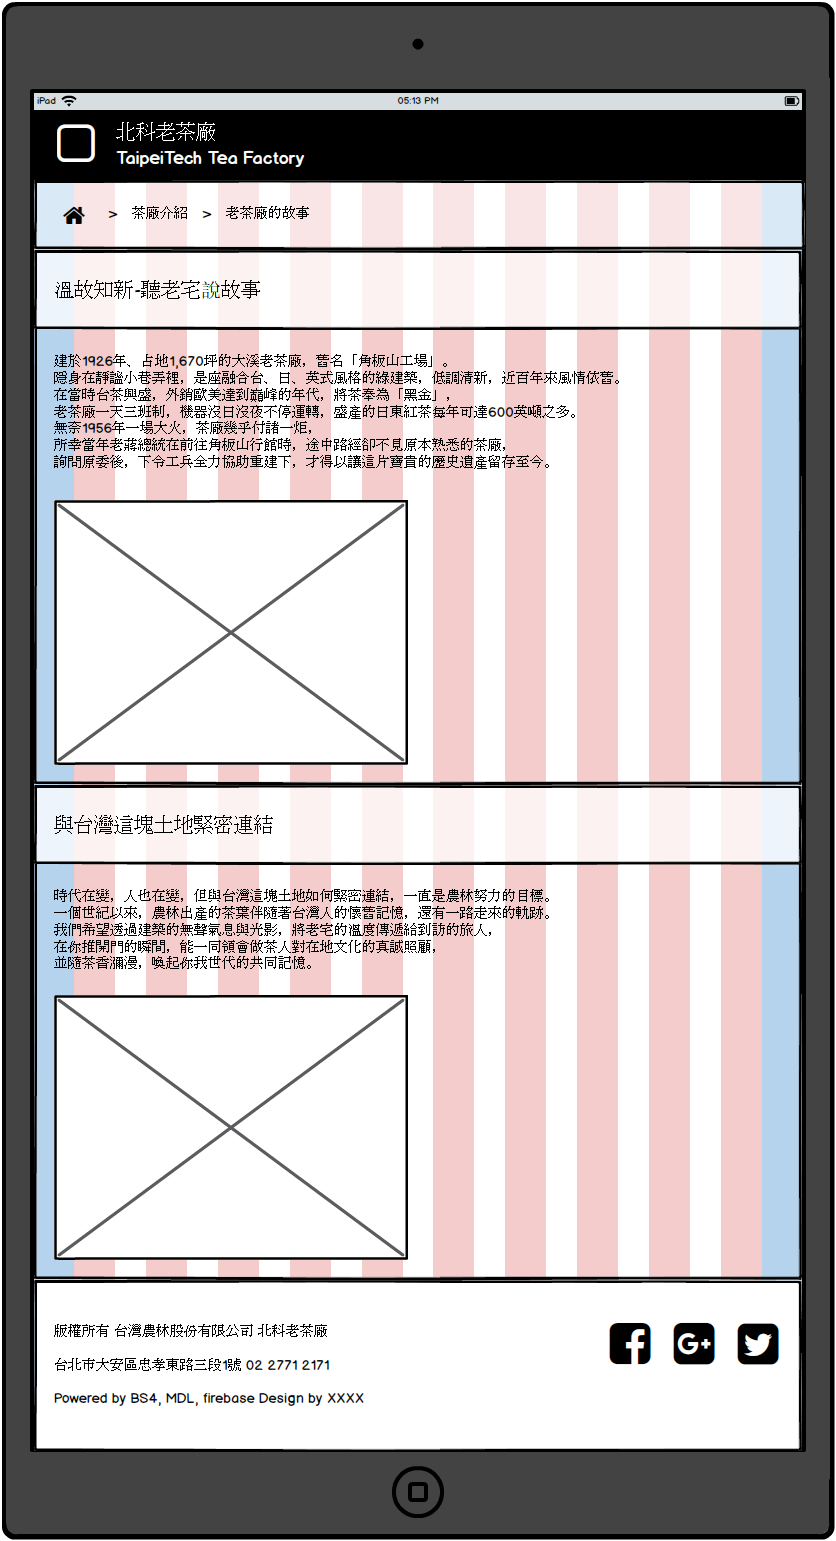 iPad 05:13 PM
北科老茶廠
TaipeiTech Tea Factory
> 茶廠介紹 > 老茶廠的故事
溫故知新-聽老宅說故事
建於1926年、占地1,670坪的大溪老茶廠，舊名「角板山工場」。
隱身在靜謐小巷弄裡，是座融合台、日、英式風格的綠建築，低調清新，近百年來風情依舊。
在當時台茶興盛，外銷歐美達到巔峰的年代，將茶奉為「黑金」，
老茶廠一天三班制，機器沒日沒夜不停運轉，盛產的日東紅茶每年可達600英噸之多。
無奈1956年一場大火，茶廠幾乎付諸一炬，
所幸當年老蔣總統在前往角板山行館時，途中路經卻不見原本熟悉的茶廠，
詢問原委後，下令工兵全力協助重建下，才得以讓這片寶貴的歷史遺產留存至今。
與台灣這塊土地緊密連結
時代在變，人也在變，但與台灣這塊土地如何緊密連結，一直是農林努力的目標。
一個世紀以來，農林出產的茶葉伴隨著台灣人的懷舊記憶，還有一路走來的軌跡。
我們希望透過建築的無聲氣息與光影，將老宅的溫度傳遞給到訪的旅人，
在你推開門的瞬間，能一同領會做茶人對在地文化的真誠照顧，
並隨茶香瀰漫，喚起你我世代的共同記憶。
版權所有 台灣農林股份有限公司 北科老茶廠
台北市大安區忠孝東路三段1號 02 2771 2171
Powered by BS4, MDL, firebase Design by XXXX